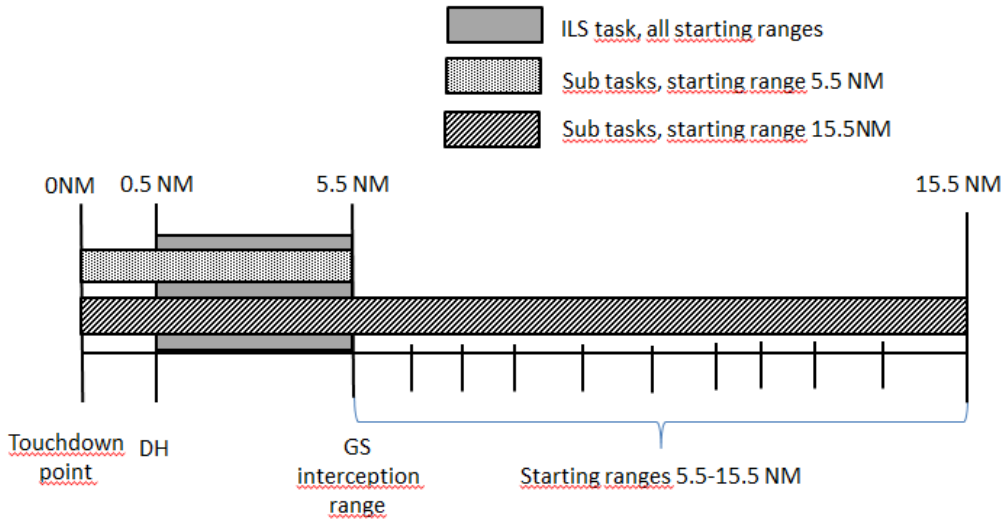 ILS task, all starting ranges
Sub tasks, starting range 5.5 NM
Sub tasks, starting range 15.5NM
0NM 0.5 NM 5.5 NM 15.5 NM
Touchdown
point
DH
GS
interception
range
Starting ranges 5.5-15.5 NM